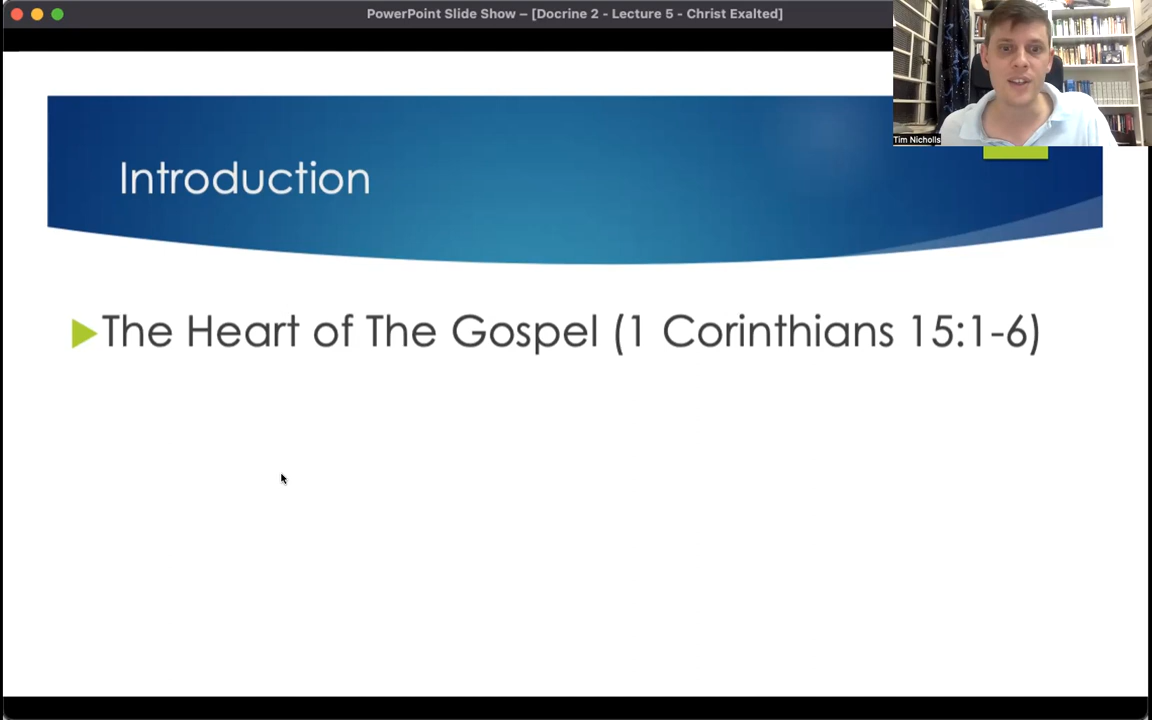 PowerPoint Slide Show – [Docrine 2 - Lecture 5 - Christ Exalted]
Tim Nicholls
Introduction
The Heart of The Gospel (1 Corinthians 15:1-6)